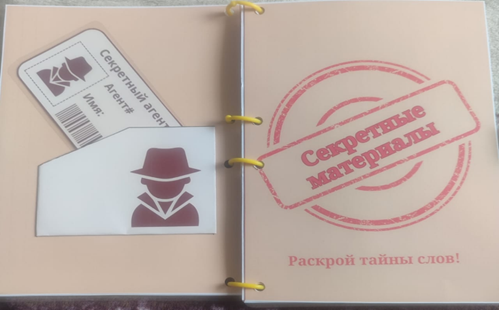 Секретный агент
Агент#
Имя:
Секретные
материалы
Раскрой тайны слов!